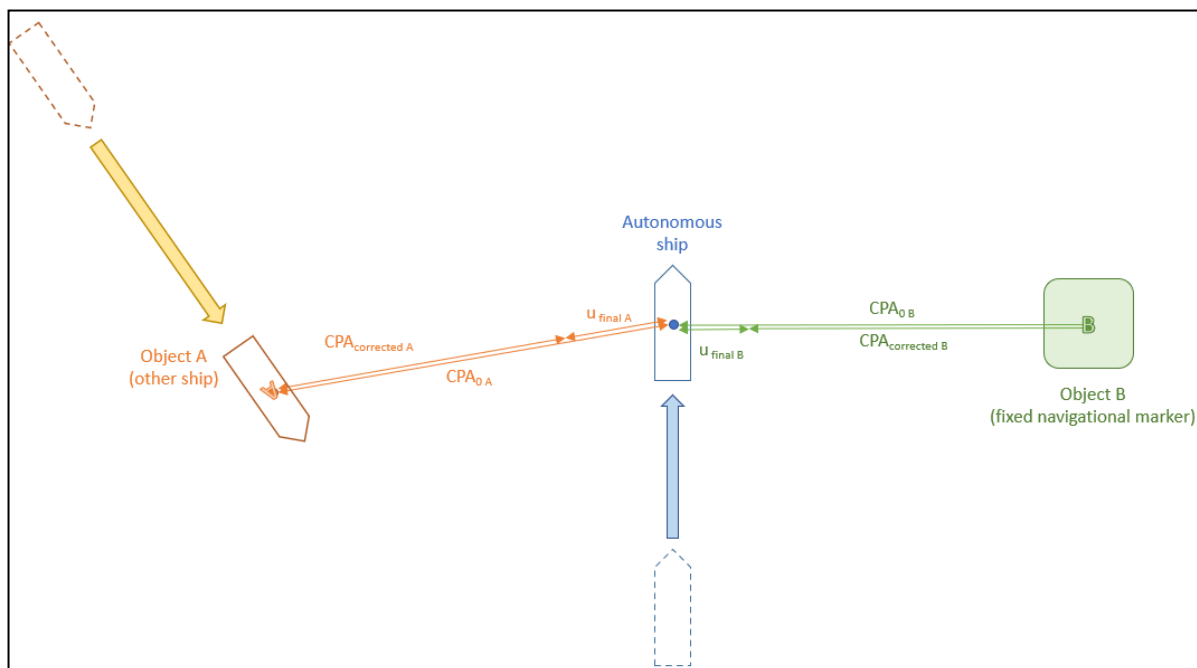 Autonomous
ship
u final A
CPA0 B
CPAcorrected A
CPAcorrected B
u final B
Object A
(other ship)
A
CPA0 A
B
Object B
(fixed navigational marker)